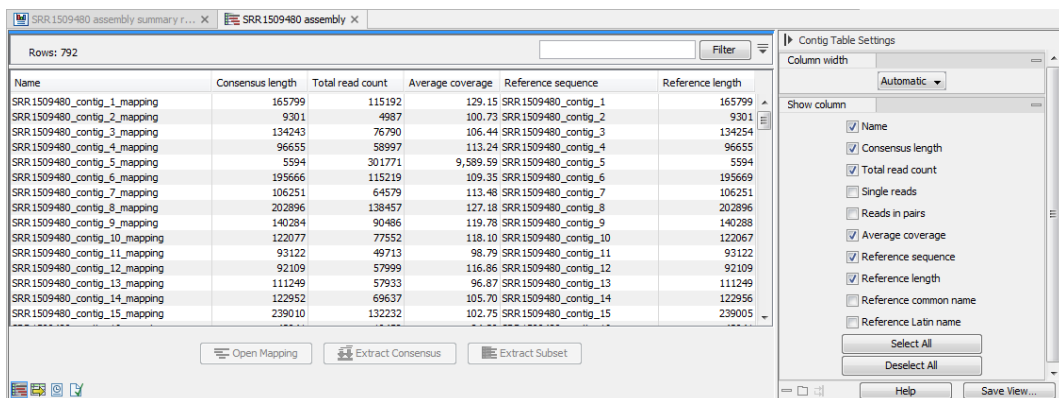 SRR1509480 assembly summary r... × SRR1509480 assembly ×
Rows: 792 Filter
Name Consensus length Total read count Average coverage Reference sequence Reference length
SRR1509480_contig_1_mapping 165799 115192 129.15 SRR1509480_contig_1 165799
SRR1509480_contig_2_mapping 9301 4987 100.73 SRR1509480_contig_2 9301
SRR1509480_contig_3_mapping 134243 76790 106.44 SRR1509480_contig_3 134254
SRR1509480_contig_4_mapping 96655 58997 113.24 SRR1509480_contig_4 96655
SRR1509480_contig_5_mapping 5594 301771 9,589.59 SRR1509480_contig_5 5594
SRR1509480_contig_6_mapping 195666 115219 109.35 SRR1509480_contig_6 195669
SRR1509480_contig_7_mapping 106251 64579 113.48 SRR1509480_contig_7 106251
SRR1509480_contig_8_mapping 202896 138457 127.18 SRR1509480_contig_8 202896
SRR1509480_contig_9_mapping 140284 90486 119.78 SRR1509480_contig_9 140288
SRR1509480_contig_10_mapping 122077 77552 118.10 SRR1509480_contig_10 122067
SRR1509480_contig_11_mapping 93122 49713 98.79 SRR1509480_contig_11 93122
SRR1509480_contig_12_mapping 92109 57999 116.86 SRR1509480_contig_12 92109
SRR1509480_contig_13_mapping 111249 57933 96.87 SRR1509480_contig_13 111249
SRR1509480_contig_14_mapping 122952 69637 105.70 SRR1509480_contig_14 122956
SRR1509480_contig_15_mapping 239010 132232 102.75 SRR1509480_contig_15 239005
Open Mapping Extract Consensus Extract Subset
Contig Table Settings
Column width
Automatic
Show column
Name
Consensus length
Total read count
Single reads
Reads in pairs
Average coverage
Reference sequence
Reference length
Reference common name
Reference Latin name
Select All
Deselect All
Help Save View...